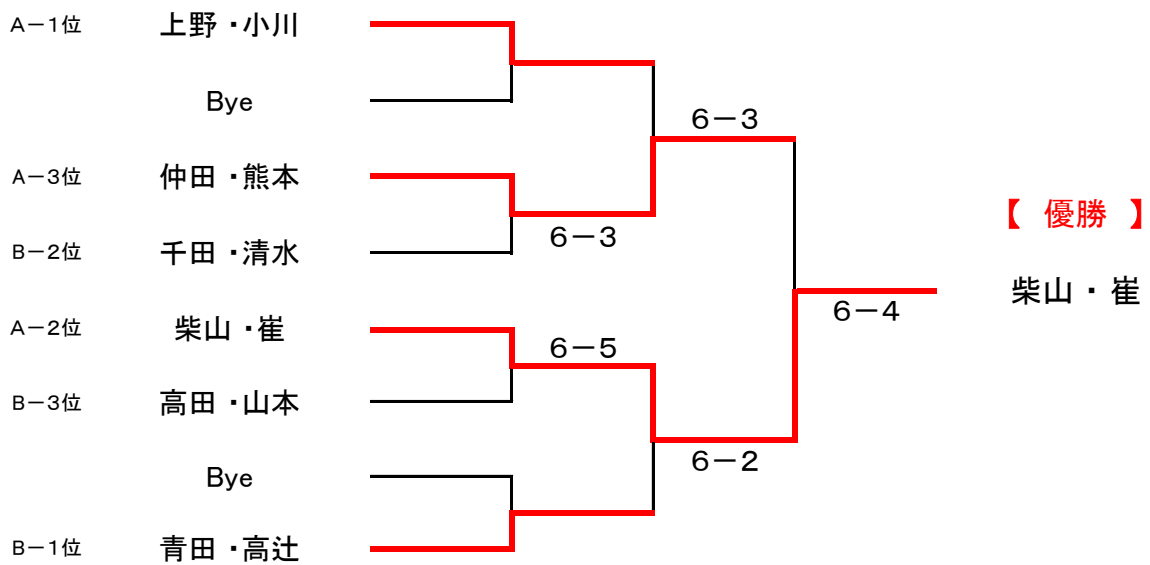 A－1位 上野・小川
Bye
6－3
A－3位 仲田・熊本
【 優勝 】
6－3
B－2位 千田・清水
柴山・崔
6－4
A－2位 柴山・崔
6－5
B－3位 高田・山本
6－2
Bye
B－1位 青田・高辻